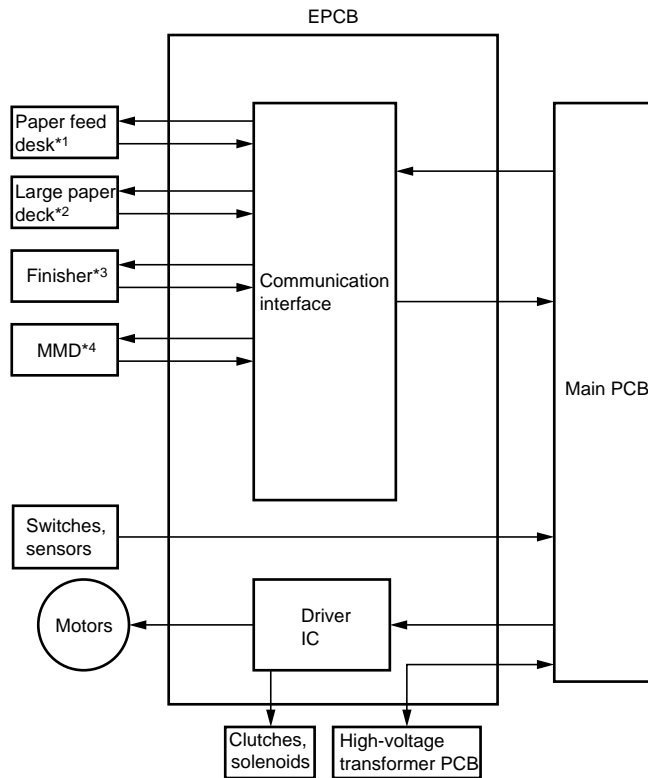 EPCB
Paper feed
desk*1
Large paper
deck*2
Finisher*3
MMD*4
Communication
interface
Main PCB
Switches,
sensors
Motors
Driver
IC
Clutches,
solenoids
High-voltage
transformer PCB